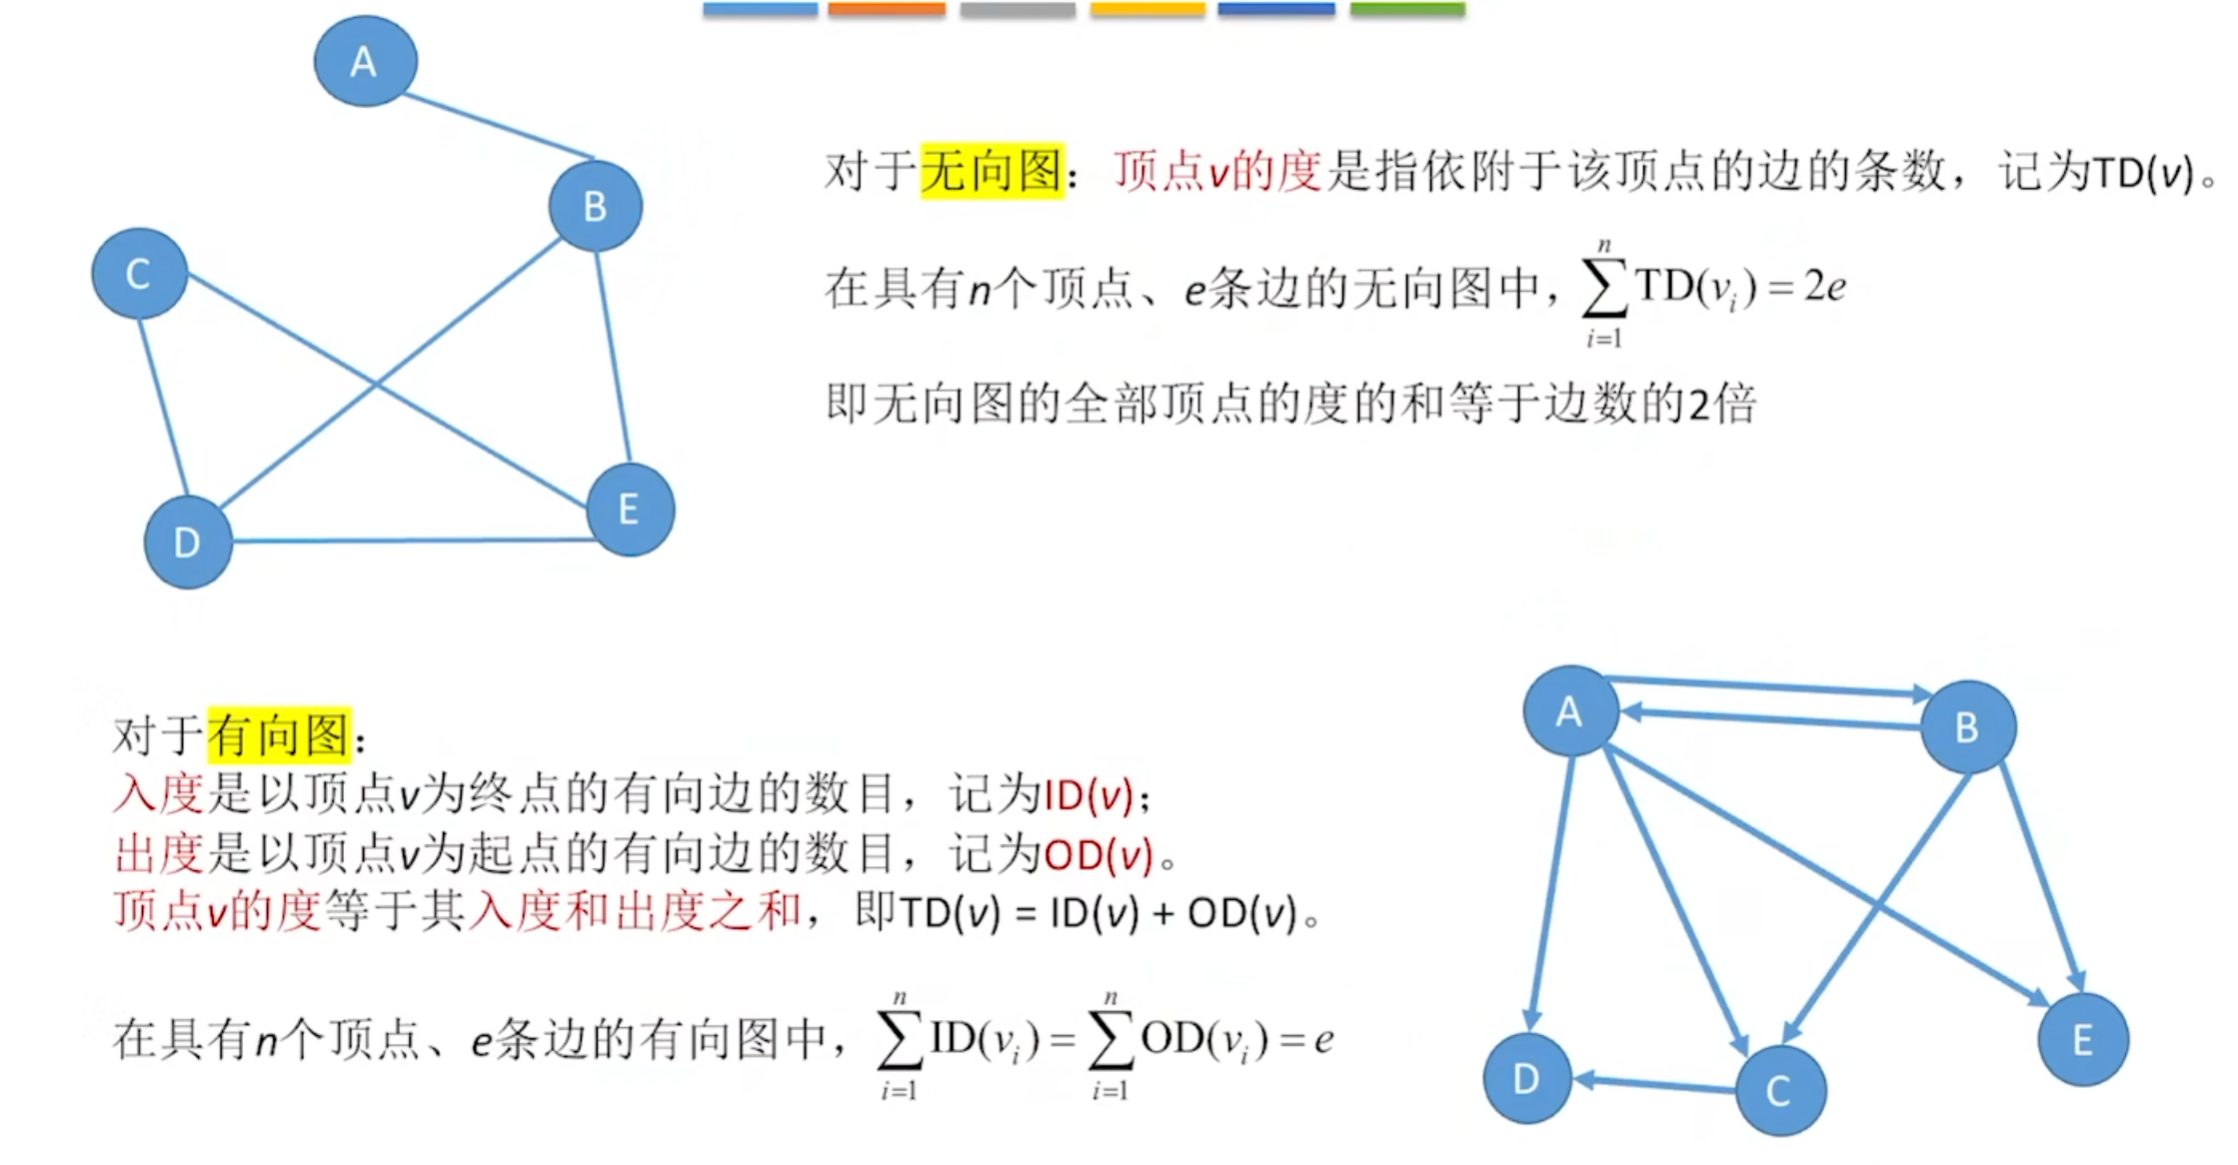 A
B
C
D
E
对于无向图：顶点v的度是指依附于该顶点的边的条数，记为TD(v)。
在具有n个顶点、e条边的无向图中，$\sum_{i=1}^{n} \mathrm{TD}(v_i) = 2e$
即无向图的全部顶点的度的和等于边数的2倍
对于有向图：
入度是以顶点v为终点的有向边的数目，记为ID(v)；
出度是以顶点v为起点的有向边的数目，记为OD(v)。
顶点v的度等于其入度和出度之和，即TD(v) = ID(v) + OD(v)。
在具有n个顶点、e条边的有向图中，$\sum_{i=1}^{n} \mathrm{ID}(v_i) = \sum_{i=1}^{n} \mathrm{OD}(v_i) = e$
A
B
D
C
E